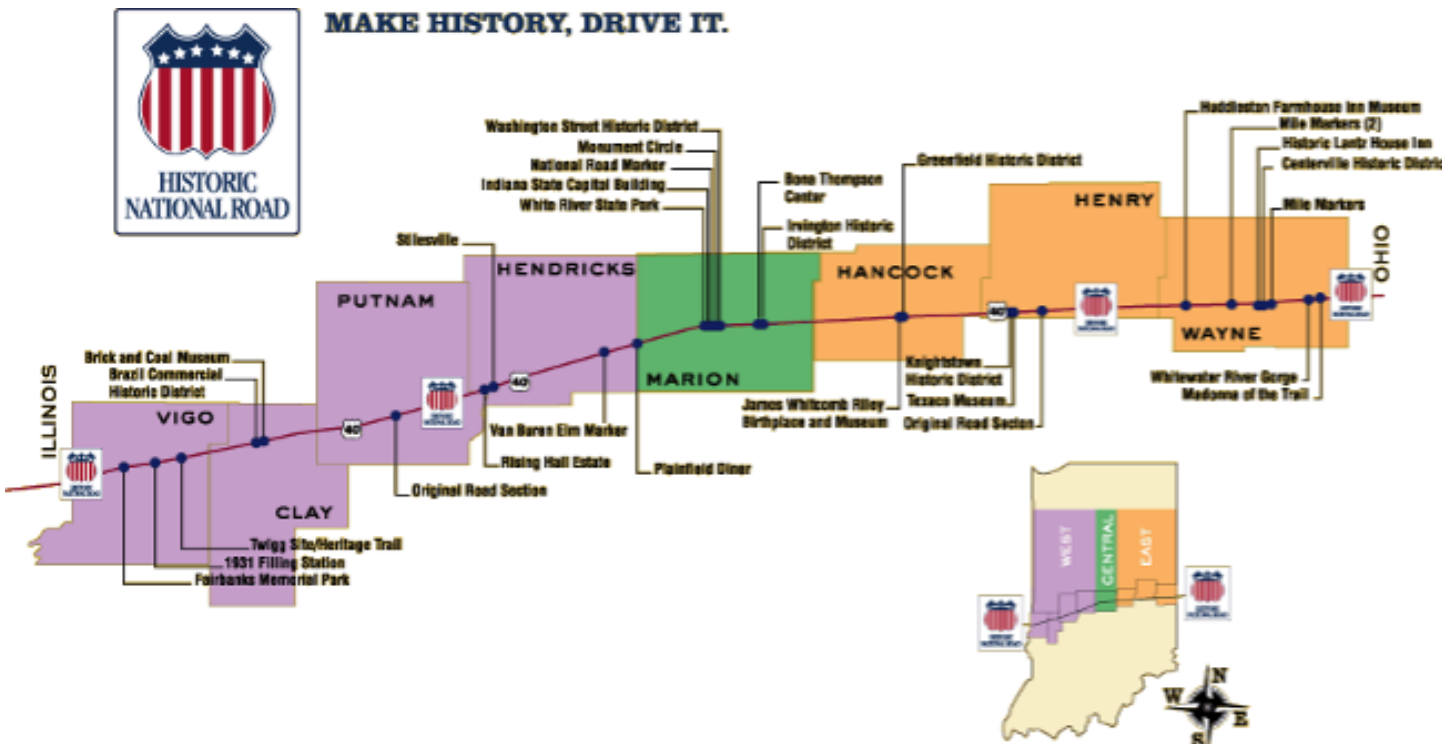 MAKE HISTORY, DRIVE IT.
HISTORIC
NATIONAL ROAD
Huddleston Farmhouse Inn Museum
Mile Markers (2)
Historic Lantz House Inn
Centerville Historic District
Mile Markers
Washington Street Historic District
Monument Circle
National Road Marker
Indiana State Capital Building
White River State Park
Bona Thompson
Center
Irvington Historic
District
Greenfield Historic District
Stilesville
HENRY
HENDRICKS
HANCOCK
OHIO
PUTNAM
WAYNE
MARION
40
40
40
Brick and Coal Museum
Brazil Commercial
Historic District
ILLINOIS
VIGO
CLAY
Knightstown
Historic District
Texaco Museum
Original Road Secton
James Whitcomb Riley
Birthplace and Museum
Whitewater River Gorge
Madonna of the Trail
Van Buren Elm Marker
Rising Hall Estate
Plainfield Diner
Original Road Section
Twigg Site/Heritage Trail
1931 Filling Station
Fairbanks Memorial Park
WEST
CENTRAL
EAST
N
W
E
S